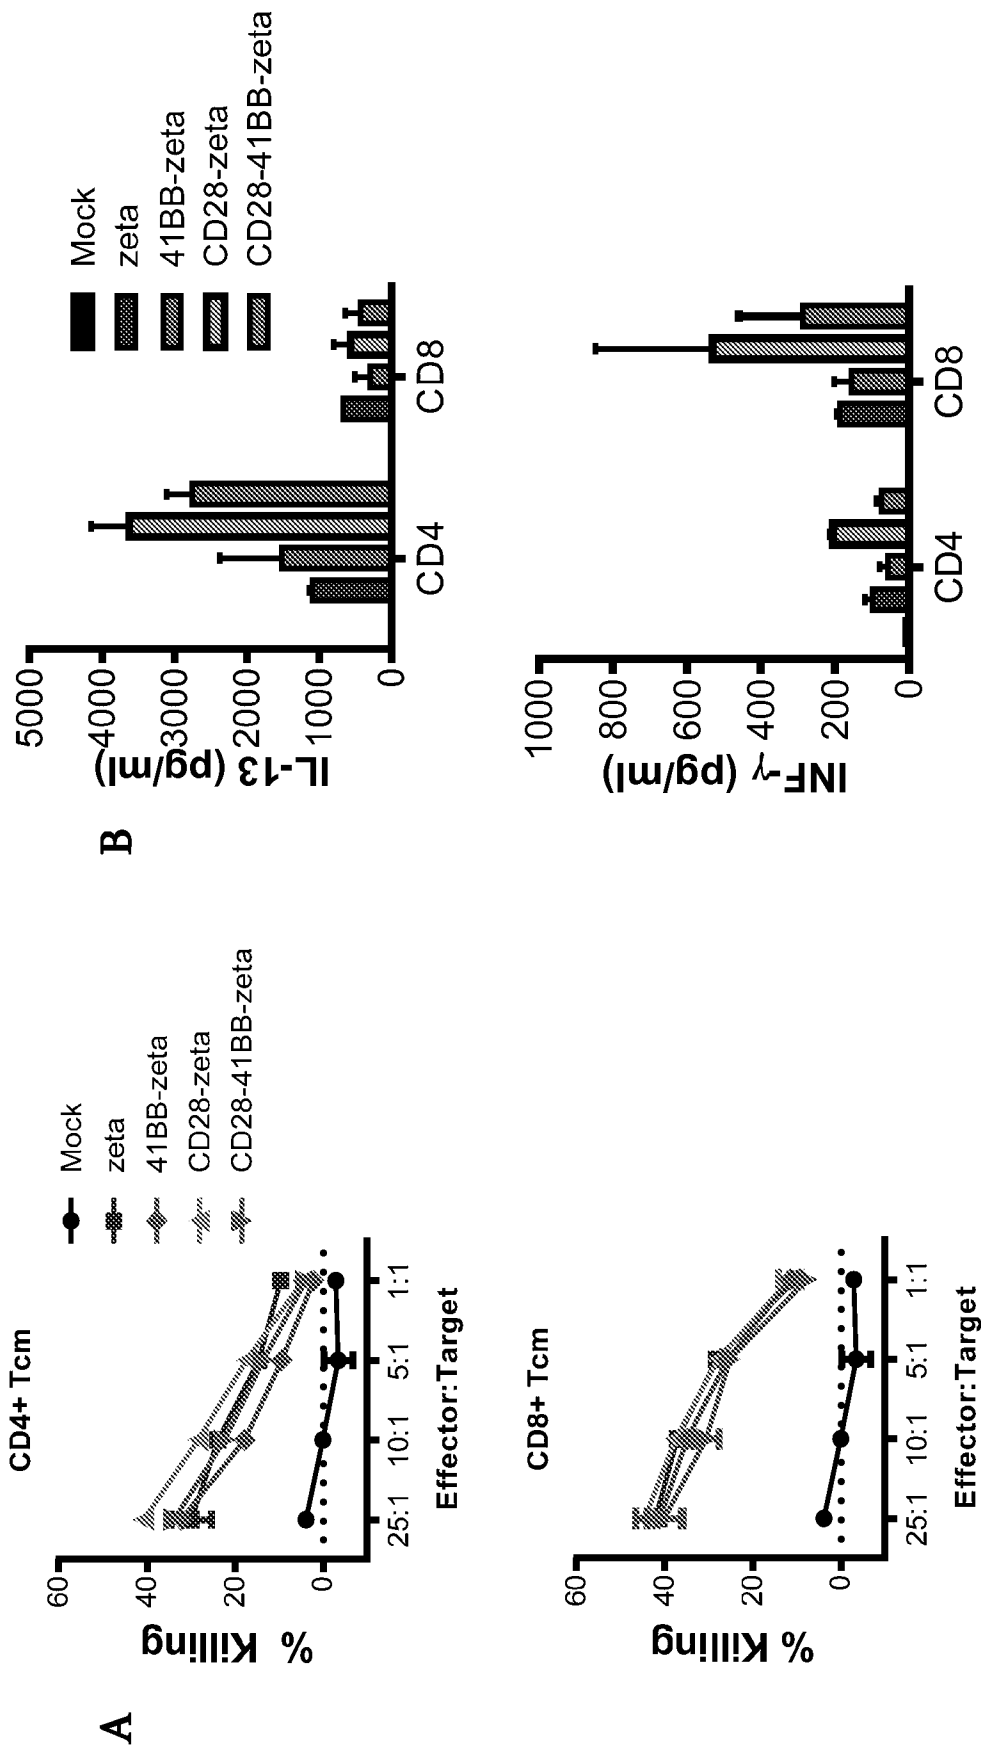 A
CD4+ Tcm
% Killing
60
40
20
0
25:1
10:1
5:1
1:1
Effector:Target
Mock
zeta
41BB-zeta
CD28-zeta
CD28-41BB-zeta
CD8+ Tcm
% Killing
60
40
20
0
25:1
10:1
5:1
1:1
Effector:Target
B
IL-13 (pg/ml)
5000
4000
3000
2000
1000
0
CD4
CD8
Mock
zeta
41BB-zeta
CD28-zeta
CD28-41BB-zeta
INF-γ (pg/ml)
1000
800
600
400
200
0
CD4
CD8